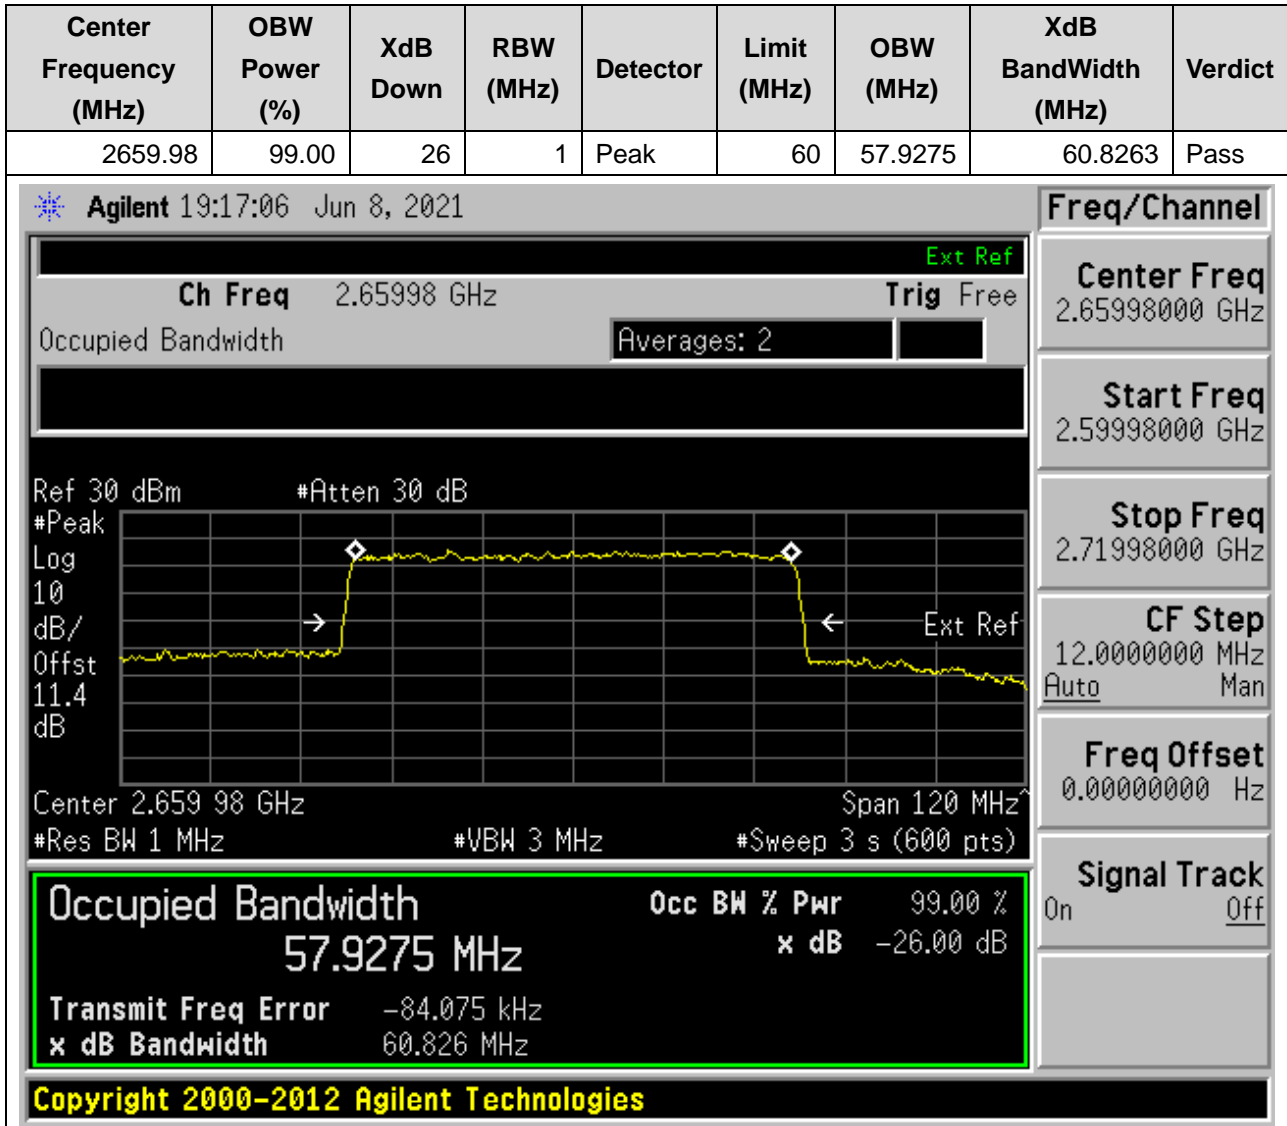 Center Frequency (MHz) OBW Power (%) XdB Down RBW (MHz) Detector Limit (MHz) OBW (MHz) XdB BandWidth (MHz) Verdict
2659.98 99.00 26 1 Peak 60 57.9275 60.8263 Pass
Agilent 19:17:06 Jun 8, 2021
Freq/Channel
Ext Ref
Ch Freq 2.65998 GHz Trig Free
Occupied Bandwidth Averages: 2
Center Freq
2.65998000 GHz
Start Freq
2.59998000 GHz
Stop Freq
2.71998000 GHz
CF Step
12.0000000 MHz
Auto Man
Freq Offset
0.00000000 Hz
Signal Track
On Off
Ref 30 dBm #Atten 30 dB
#Peak
Log
10
dB/
Offst
11.4
dB
Ext Ref
Center 2.659 98 GHz Span 120 MHz^
#Res BW 1 MHz #VBW 3 MHz #Sweep 3 s (600 pts)
Occupied Bandwidth
57.9275 MHz
Occ BW % Pwr 99.00 %
x dB -26.00 dB
Transmit Freq Error -84.075 kHz
x dB Bandwidth 60.826 MHz
Copyright 2000-2012 Agilent Technologies